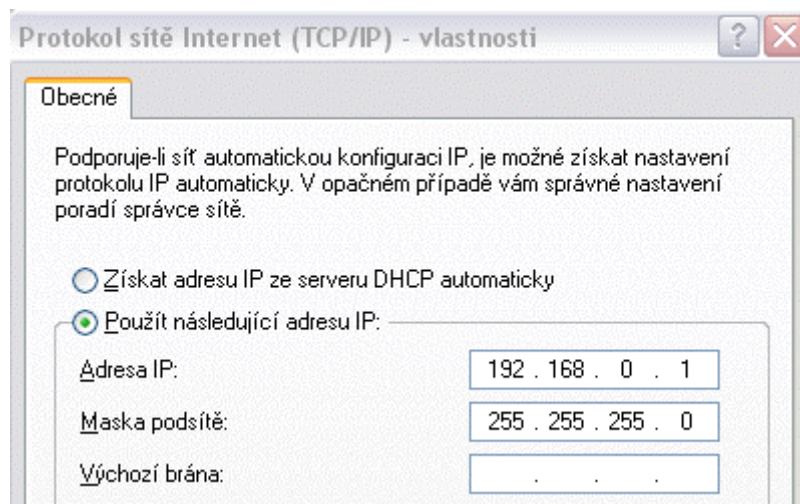 Protokol sítě Internet (TCP/IP) - vlastnosti
Obecné
Podporuje-li síť automatickou konfiguraci IP, je možné získat nastavení
protokolu IP automaticky. V opačném případě vám správné nastavení
poradí správce sítě.
Získat adresu IP ze serveru DHCP automaticky
Použít následující adresu IP:
Adresa IP: 192 . 168 . 0 . 1
Maska podsítě: 255 . 255 . 255 . 0
Výchozí brána: . . .